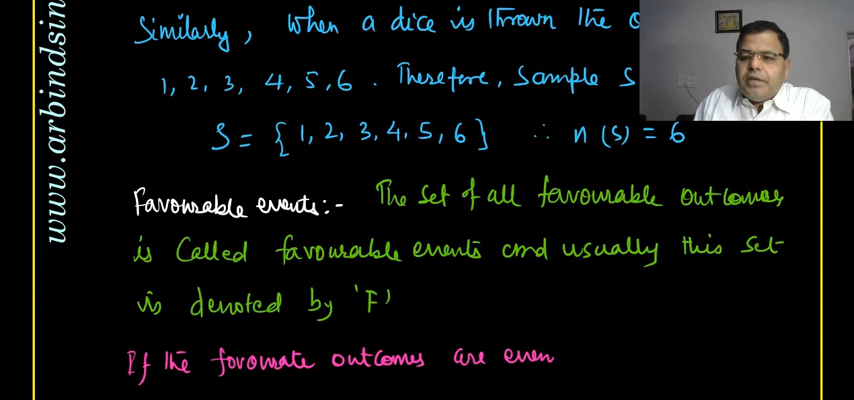 www.arbindsin
Similarly, When a dice is thrown the
1, 2, 3, 4, 5, 6. Therefore, Sample S
S = { 1, 2, 3, 4, 5, 6 } ∴ n (S) = 6
Favourable events:- The set of all favourable outcomes
is called favourable events and usually this set
is denoted by 'F'
If the favourate outcomes are even